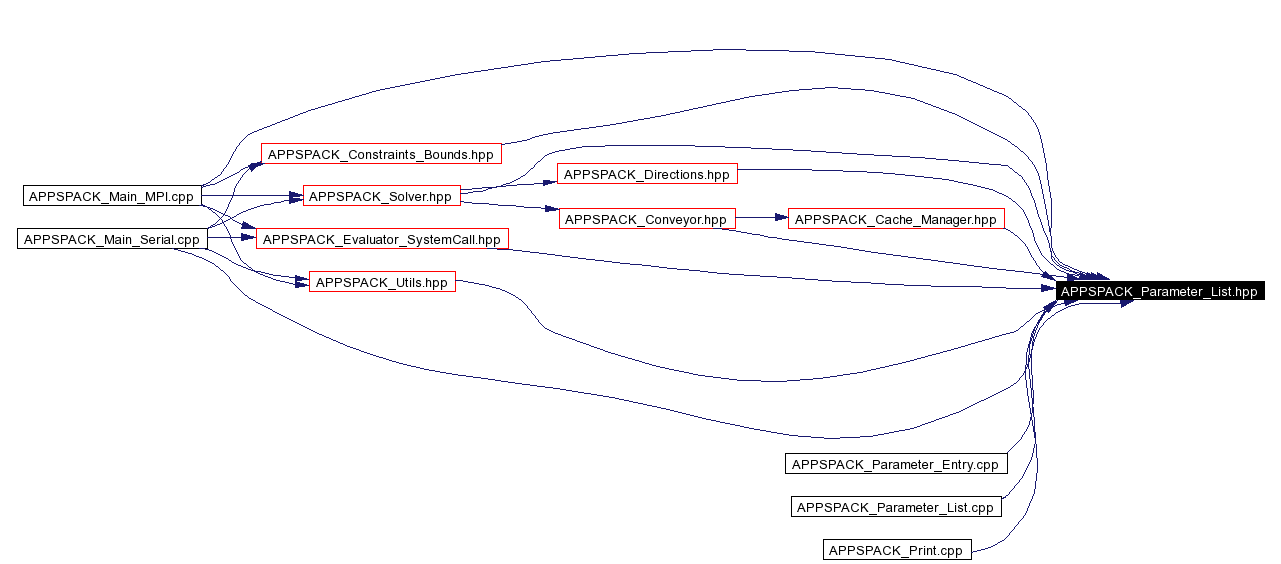 APPSPACK_Constraints_Bounds.hpp
APPSPACK_Directions.hpp
APPSPACK_Main_MPI.cpp
APPSPACK_Solver.hpp
APPSPACK_Conveyor.hpp
APPSPACK_Cache_Manager.hpp
APPSPACK_Main_Serial.cpp
APPSPACK_Evaluator_SystemCall.hpp
APPSPACK_Utils.hpp
APPSPACK_Parameter_List.hpp
APPSPACK_Parameter_Entry.cpp
APPSPACK_Parameter_List.cpp
APPSPACK_Print.cpp